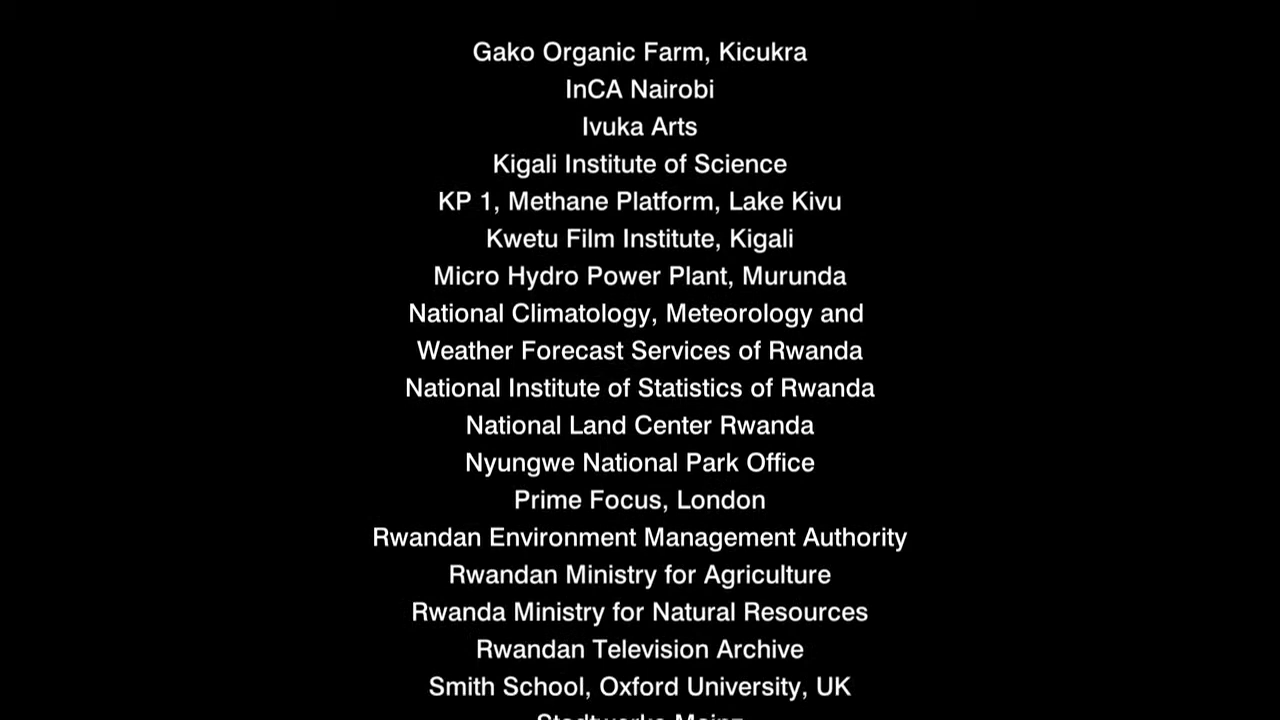 Gako Organic Farm, Kicukra
InCA Nairobi
Ivuka Arts
Kigali Institute of Science
KP 1, Methane Platform, Lake Kivu
Kwetu Film Institute, Kigali
Micro Hydro Power Plant, Murunda
National Climatology, Meteorology and
Weather Forecast Services of Rwanda
National Institute of Statistics of Rwanda
National Land Center Rwanda
Nyungwe National Park Office
Prime Focus, London
Rwandan Environment Management Authority
Rwandan Ministry for Agriculture
Rwanda Ministry for Natural Resources
Rwandan Television Archive
Smith School, Oxford University, UK
Stadtwerke Mainz